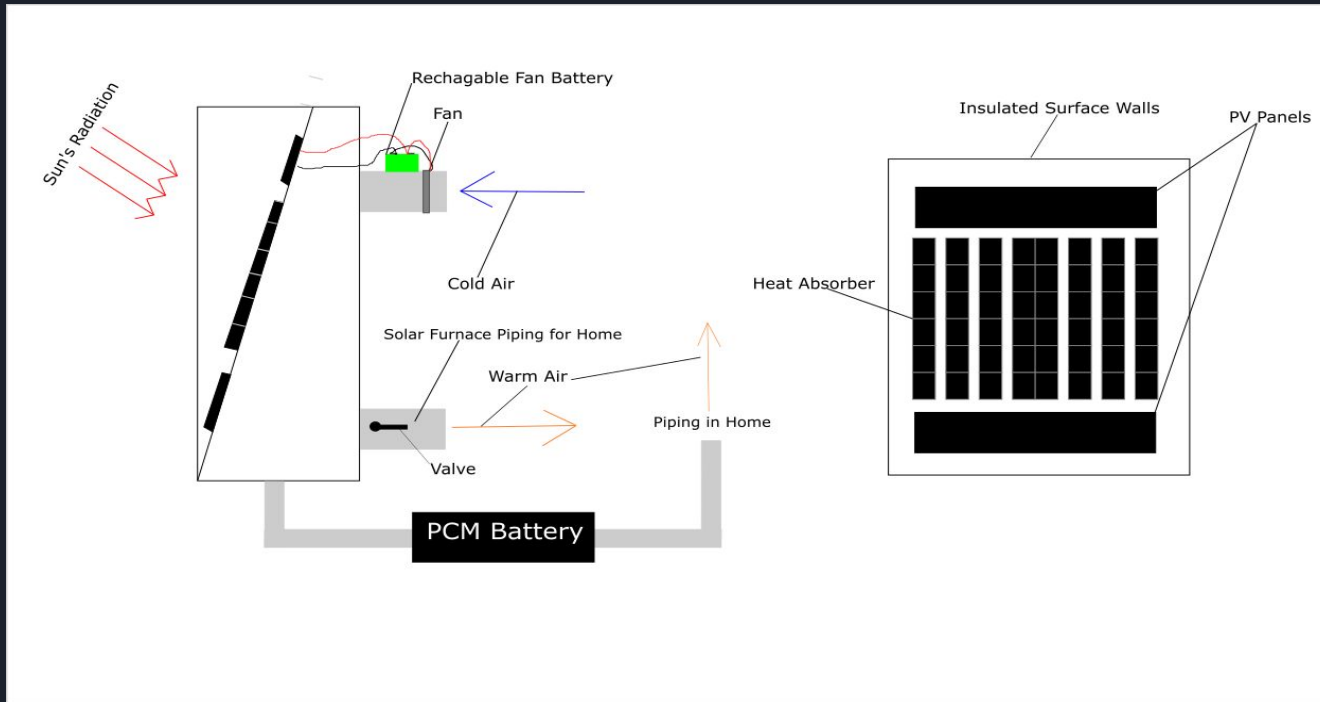 Rechagable Fan Battery
Fan
Sun's Radiation
Cold Air
Solar Furnace Piping for Home
Warm Air
Valve
Piping in Home
PCM Battery
Insulated Surface Walls
PV Panels
Heat Absorber